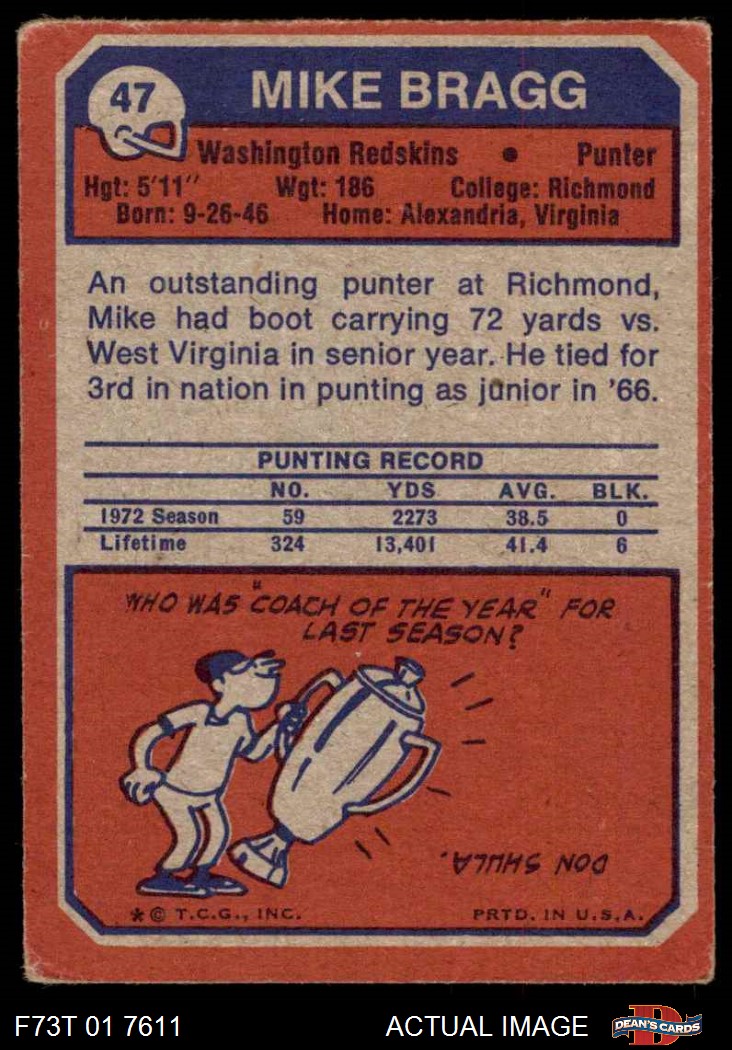 47
MIKE BRAGG
Washington Redskins • Punter
Hgt: 5'11" Wgt: 186 College: Richmond
Born: 9-26-46 Home: Alexandria, Virginia
An outstanding punter at Richmond,
Mike had boot carrying 72 yards vs.
West Virginia in senior year. He tied for
3rd in nation in punting as junior in '66.
PUNTING RECORD
NO. YDS AVG. BLK.
1972 Season 59 2273 38.5 0
Lifetime 324 13,401 41.4 6
WHO WAS "COACH OF THE YEAR" FOR
LAST SEASON?
DON SHULA.
* © T.C.G., INC. PRTD. IN U.S.A.
F73T 01 7611 ACTUAL IMAGE D DEAN'S CARDS